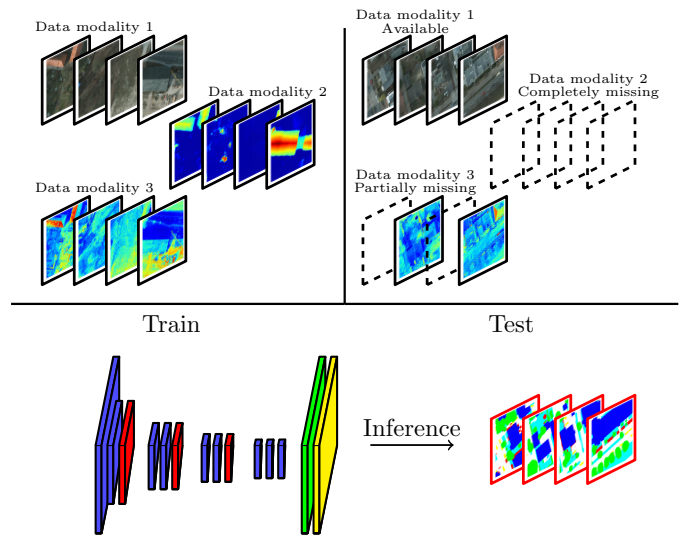 Data modality 1
Data modality 2
Data modality 3
Data modality 1
Available
Data modality 2
Completely missing
Data modality 3
Partially missing
Train
Test
Inference